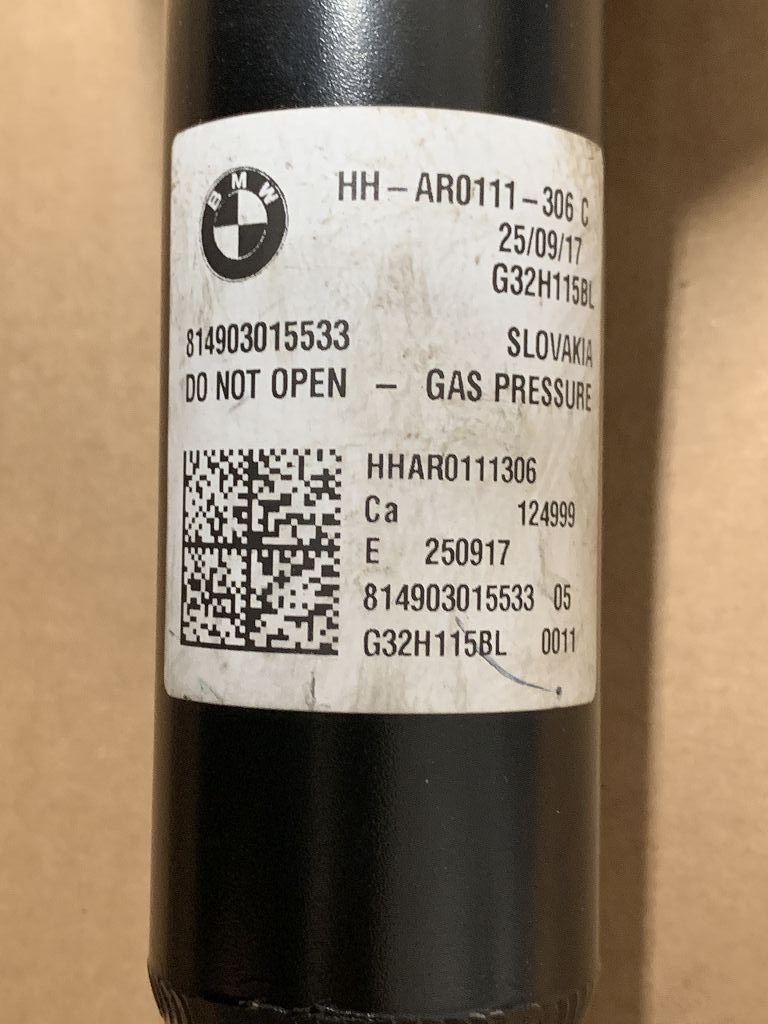 BMW
HH-AR0111-306 C
25/09/17
G32H115BL
814903015533 SLOVAKIA
DO NOT OPEN - GAS PRESSURE
HHAR0111306
Ca 124999
E 250917
814903015533 05
G32H115BL 0011